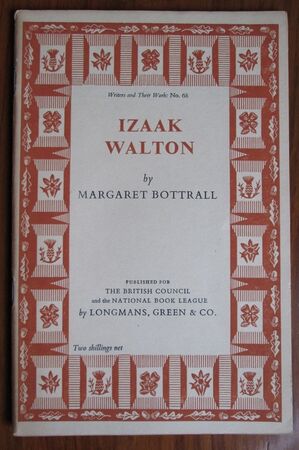 Writers and Their Work: No. 68
IZAAK
WALTON
by
MARGARET BOTTRALL
PUBLISHED FOR
THE BRITISH COUNCIL
and the NATIONAL BOOK LEAGUE
by LONGMANS, GREEN & CO.
Two shillings net